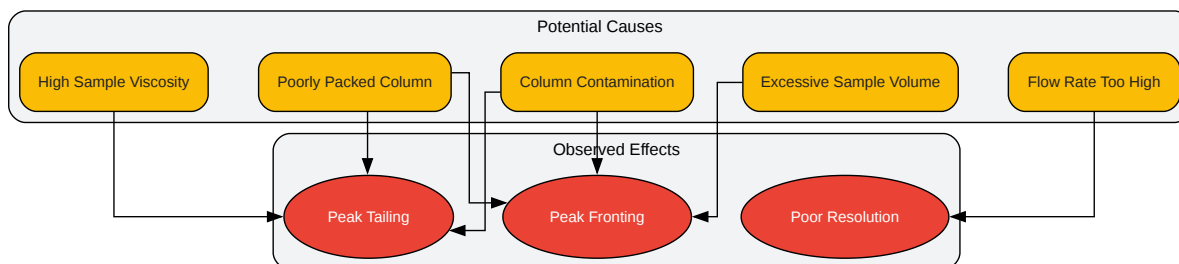 Potential Causes
High Sample Viscosity
Poorly Packed Column
Column Contamination
Excessive Sample Volume
Flow Rate Too High
Observed Effects
Peak Tailing
Peak Fronting
Poor Resolution